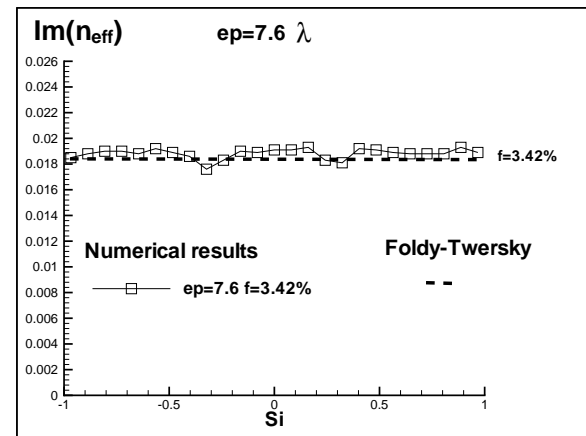 Im(neff) ep=7.6 λ
0.026
0.024
0.022
0.02
0.018
f=3.42%
0.016
0.014
0.012
Numerical results Foldy-Twersky
0.01
ep=7.6 f=3.42%
0.008
0.006
0.004
0.002
0
-1 -0.5 0 0.5 1
Si